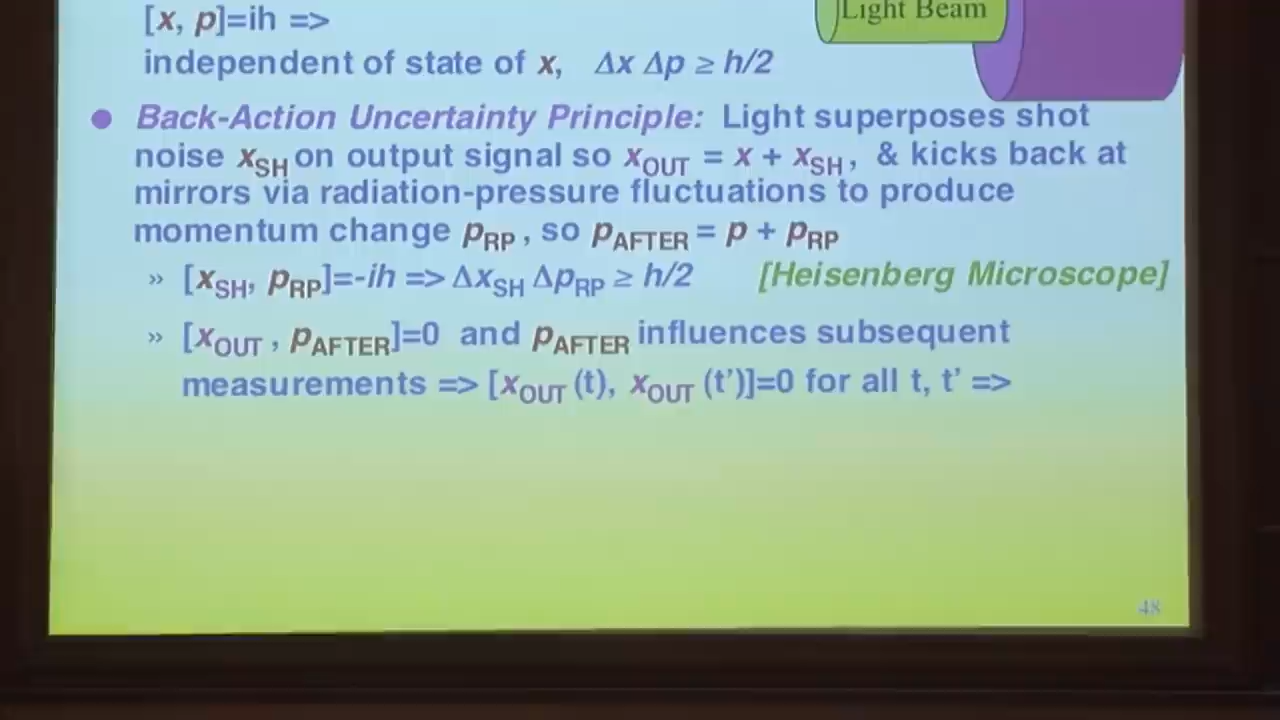 [x, p]=ih =>
Light Beam
independent of state of x, Δx Δp ≥ h/2
● Back-Action Uncertainty Principle: Light superposes shot
noise xSH on output signal so xOUT = x + xSH, & kicks back at
mirrors via radiation-pressure fluctuations to produce
momentum change pRP, so pAFTER = p + pRP
» [xSH, pRP]=-ih => ΔxSH ΔpRP ≥ h/2 [Heisenberg Microscope]
» [xOUT, pAFTER]=0 and pAFTER influences subsequent
measurements => [xOUT (t), xOUT (t')]=0 for all t, t' =>
48